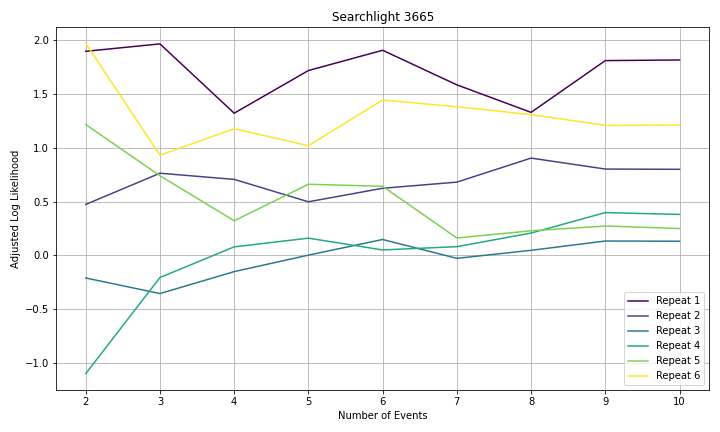 Searchlight 3665
Adjusted Log Likelihood
2.0
1.5
1.0
0.5
0.0
−0.5
−1.0
2 3 4 5 6 7 8 9 10
Number of Events
Repeat 1
Repeat 2
Repeat 3
Repeat 4
Repeat 5
Repeat 6